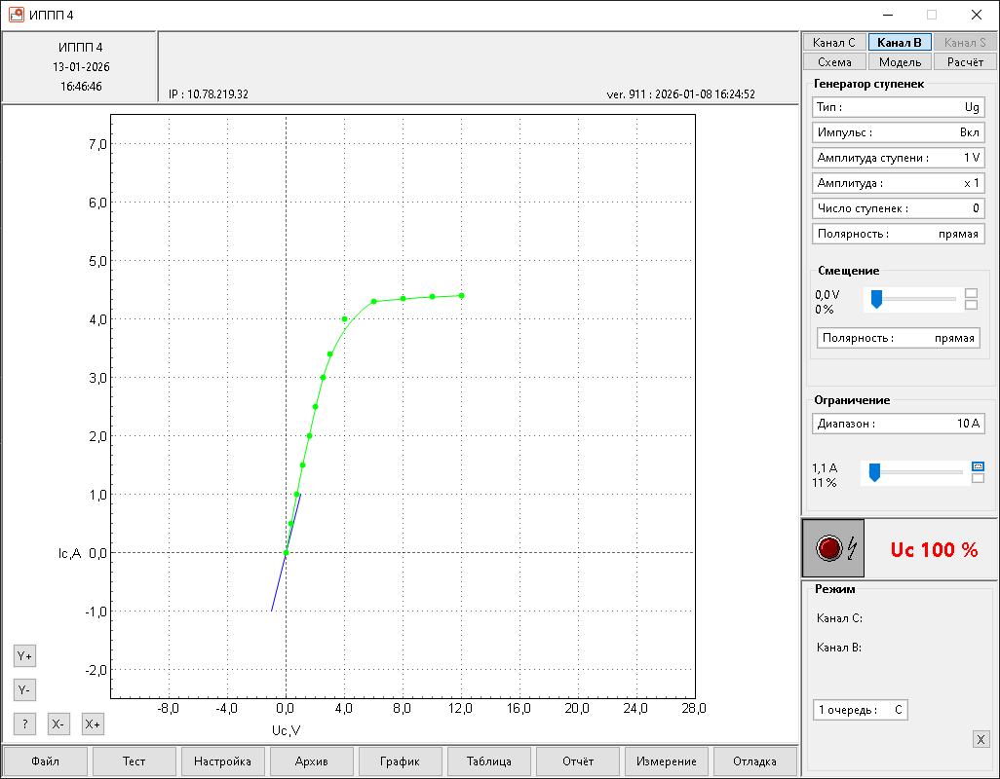 ИППП 4
ИППП 4
13-01-2026
16:46:46
IP : 10.78.219.32
ver. 911 : 2026-01-08 16:24:52
Канал C
Канал B
Канал S
Схема
Модель
Расчёт
Генератор ступенек
Тип : Ug
Импульс : Вкл
Амплитуда ступени : 1 V
Амплитуда : x 1
Число ступенек : 0
Полярность : прямая
Смещение
0,0 V
0 %
Полярность : прямая
Ограничение
Диапазон : 10 A
1,1 A
11 %
Uc 100 %
Режим
Канал C:
Канал B:
1 очередь : C
X
7,0
6,0
5,0
4,0
3,0
2,0
1,0
Ic,A 0,0
-1,0
-2,0
-8,0 -4,0 0,0 4,0 8,0 12,0 16,0 20,0 24,0 28,0
Uc,V
Y+
Y-
? X- X+
Файл
Тест
Настройка
Архив
График
Таблица
Отчёт
Измерение
Отладка